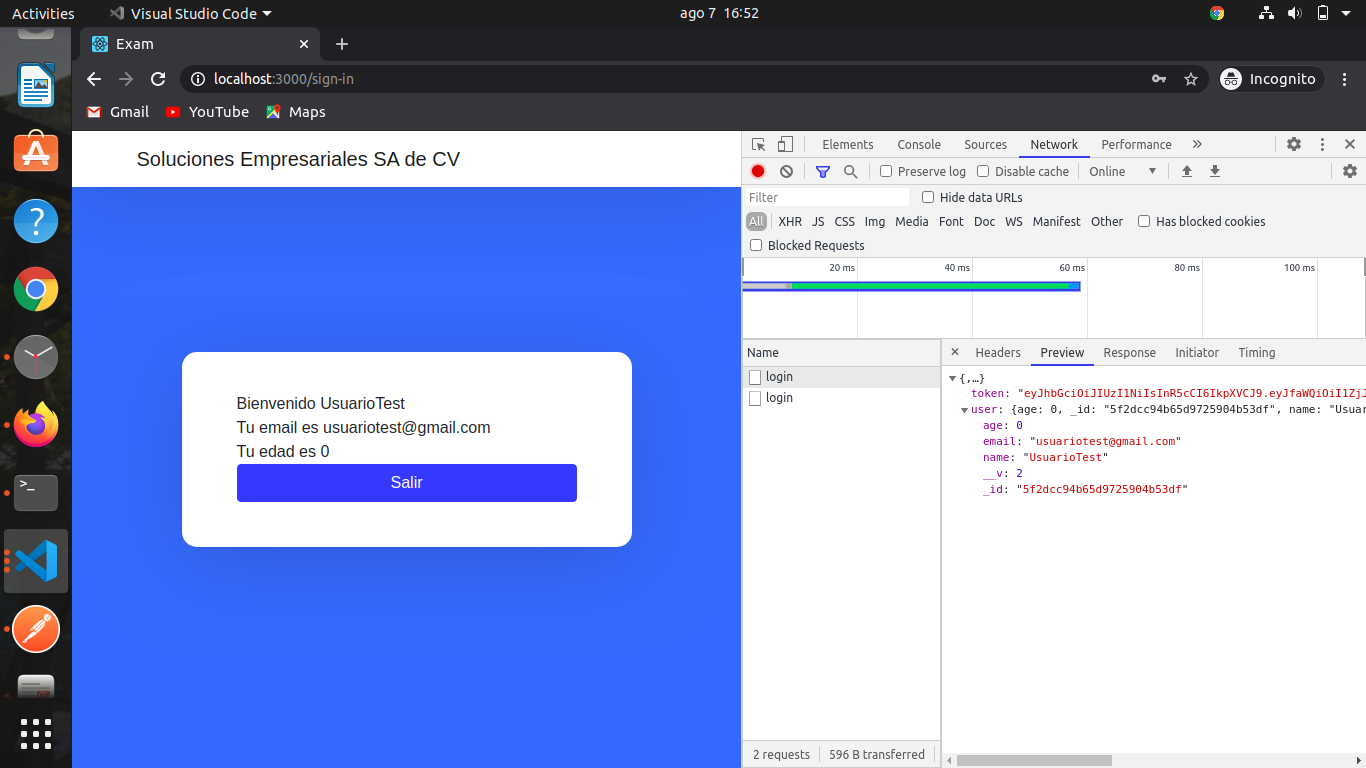 Activities
Visual Studio Code
ago 7 16:52
Exam
localhost:3000/sign-in
Incognito
Gmail
YouTube
Maps
Soluciones Empresariales SA de CV
Bienvenido UsuarioTest
Tu email es usuariotest@gmail.com
Tu edad es 0
Salir
Elements
Console
Sources
Network
Performance
Preserve log
Disable cache
Online
Filter
Hide data URLs
All
XHR
JS
CSS
Img
Media
Font
Doc
WS
Manifest
Other
Has blocked cookies
Blocked Requests
20 ms
40 ms
60 ms
80 ms
100 ms
Name
login
login
Headers
Preview
Response
Initiator
Timing
{,…}
token: "eyJhbGciOiJIUzI1NiIsInR5cCI6IkpXVCJ9.eyJfaWQiOiI1ZjJ
user: {age: 0, _id: "5f2dcc94b65d9725904b53df", name: "Usuar
age: 0
email: "usuariotest@gmail.com"
name: "UsuarioTest"
__v: 2
_id: "5f2dcc94b65d9725904b53df"
2 requests
596 B transferred